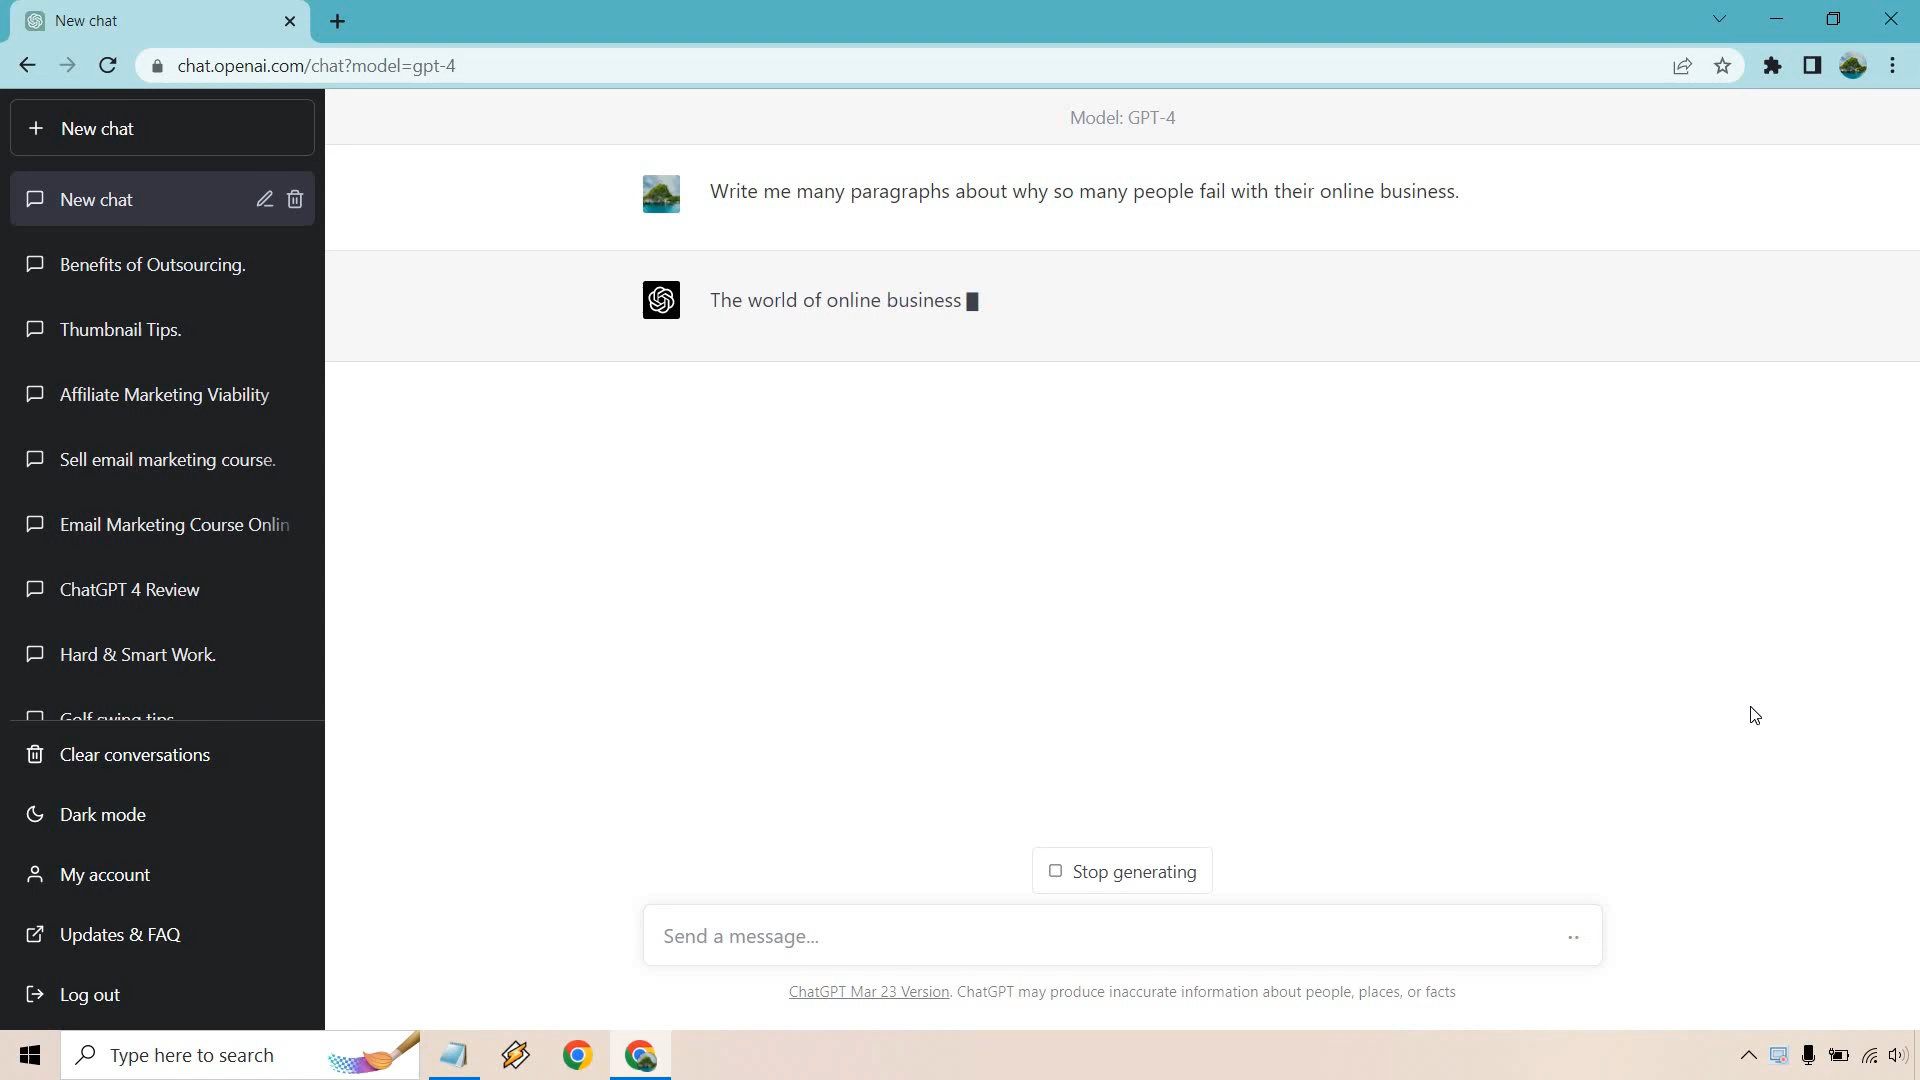 New chat
chat.openai.com/chat?model=gpt-4
New chat
New chat
Benefits of Outsourcing.
Thumbnail Tips.
Affiliate Marketing Viability
Sell email marketing course.
Email Marketing Course Onlin
ChatGPT 4 Review
Hard & Smart Work.
Golf swing tips
Clear conversations
Dark mode
My account
Updates & FAQ
Log out
Model: GPT-4
Write me many paragraphs about why so many people fail with their online business.
The world of online business
Stop generating
Send a message...
ChatGPT Mar 23 Version. ChatGPT may produce inaccurate information about people, places, or facts
Type here to search